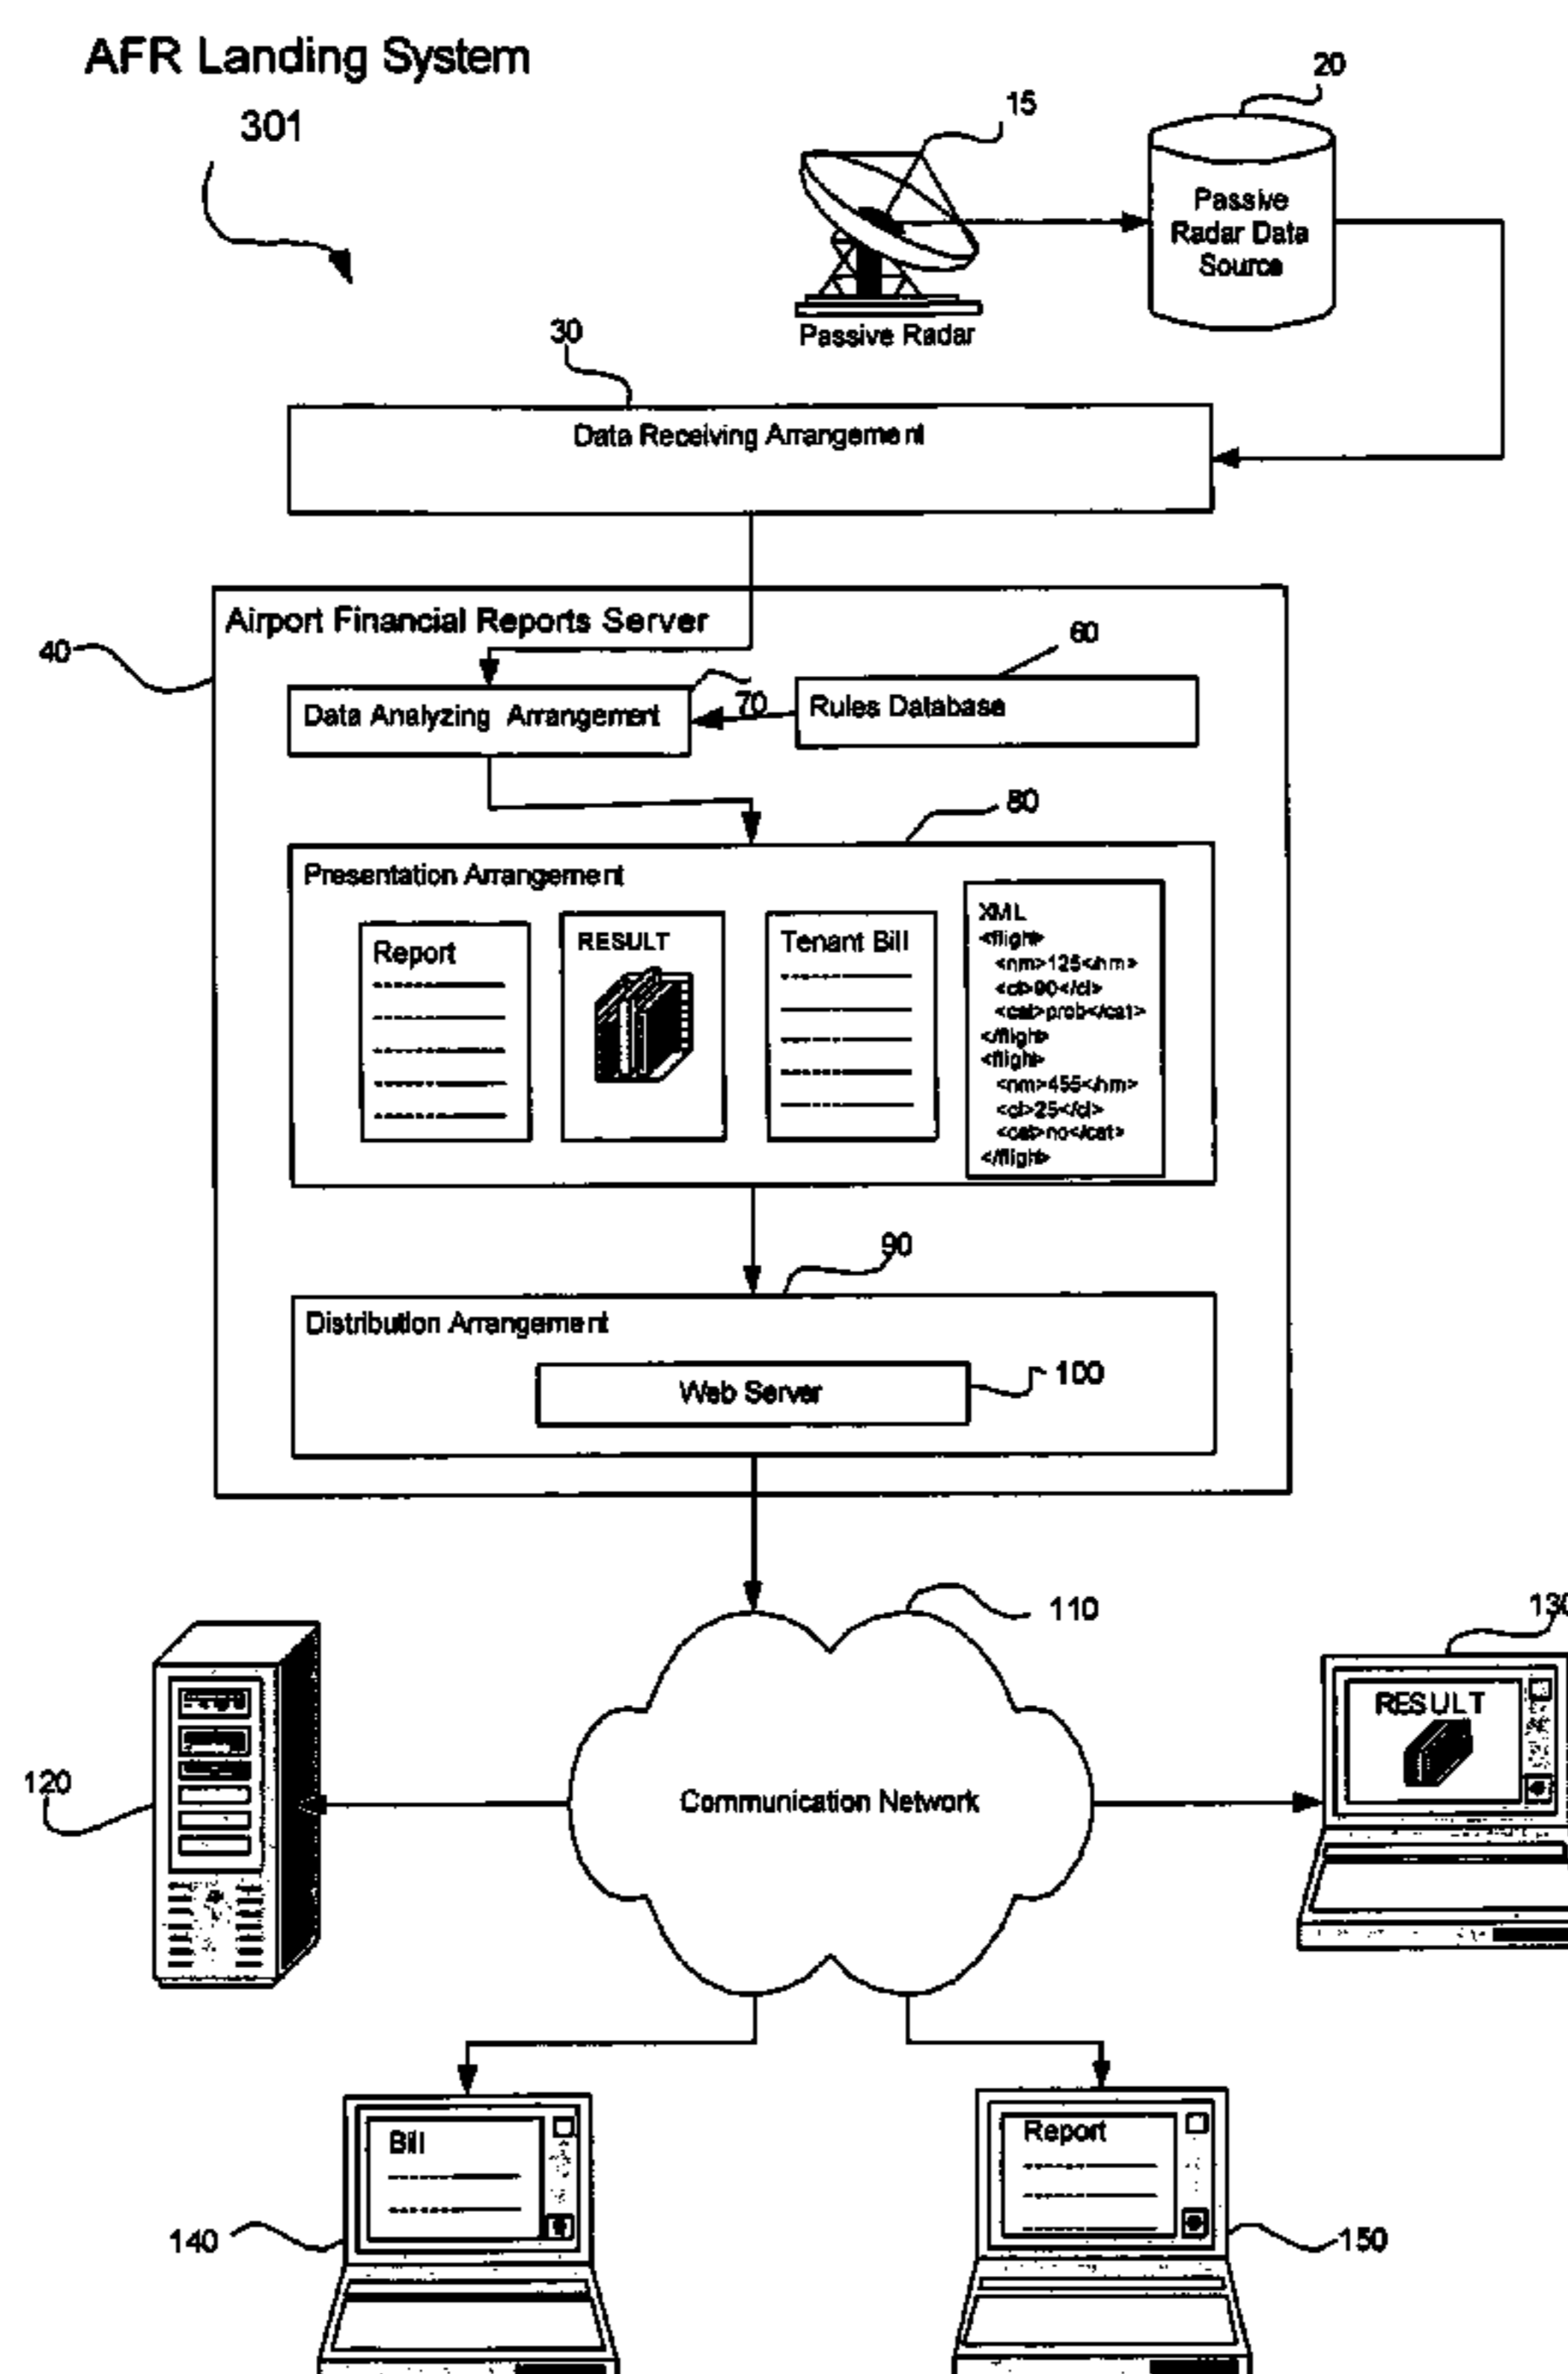 AFR Landing System
301
15
20
Passive
Radar Data
Source
Passive Radar
30
Data Receiving Arrangement
40
Airport Financial Reports Server
60
Data Analyzing Arrangement
70
Rules Database
80
Presentation Arrangement
Report
RESULT
Tenant Bill
XML
<flight>
<nm>125</nm>
<cl>90</cl>
<cat>prob</cat>
</flight>
<flight>
<nm>455</nm>
<cl>25</cl>
<cat>no</cat>
</flight>
90
Distribution Arrangement
Web Server
100
110
130
RESULT
120
Communication Network
Bill
Report
140
150